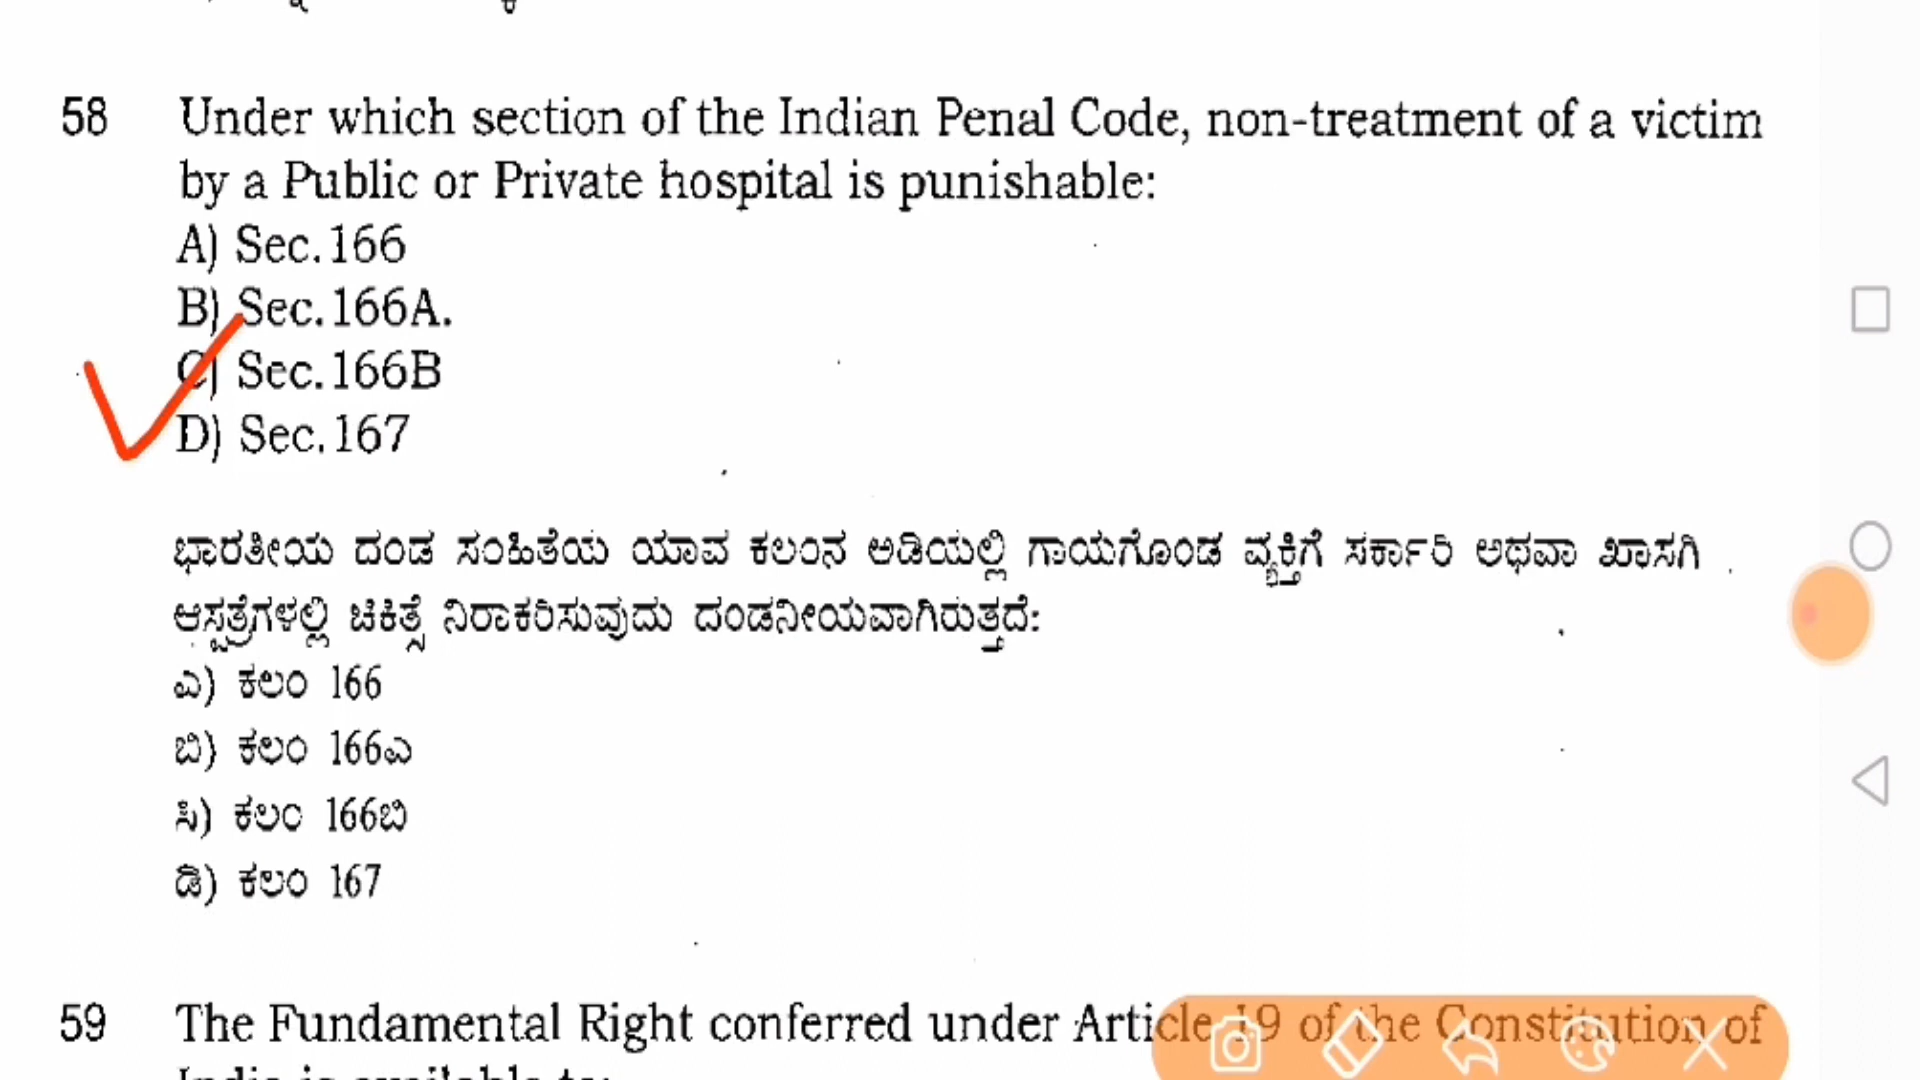 58 Under which section of the Indian Penal Code, non-treatment of a victim
by a Public or Private hospital is punishable:
A) Sec.166
B) Sec.166A.
C) Sec.166B
D) Sec.167
ಭಾರತೀಯ ದಂಡ ಸಂಹಿತೆಯ ಯಾವ ಕಲಂನ ಅಡಿಯಲ್ಲಿ ಗಾಯಗೊಂಡ ವ್ಯಕ್ತಿಗೆ ಸರ್ಕಾರಿ ಅಥವಾ ಖಾಸಗಿ
ಆಸ್ಪತ್ರೆಗಳಲ್ಲಿ ಚಿಕಿತ್ಸೆ ನಿರಾಕರಿಸುವುದು ದಂಡನೀಯವಾಗಿರುತ್ತದೆ:
ಎ) ಕಲಂ 166
ಬಿ) ಕಲಂ 166ಎ
ಸಿ) ಕಲಂ 166ಬಿ
ಡಿ) ಕಲಂ 167
59 The Fundamental Right conferred under Article 19 of the Constitution of